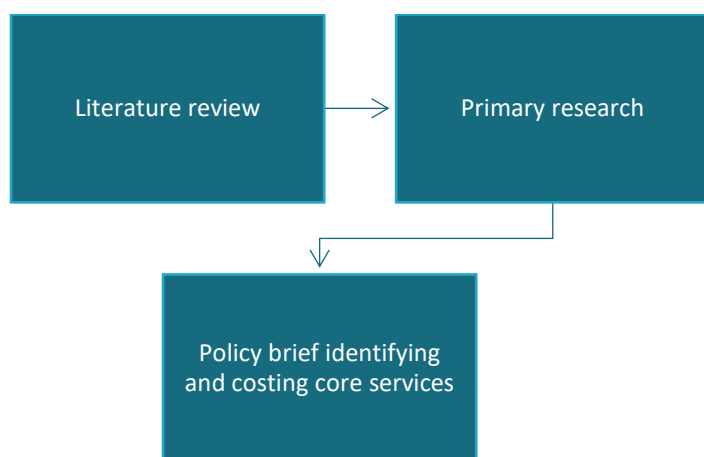 Literature review
Primary research
Policy brief identifying
and costing core services